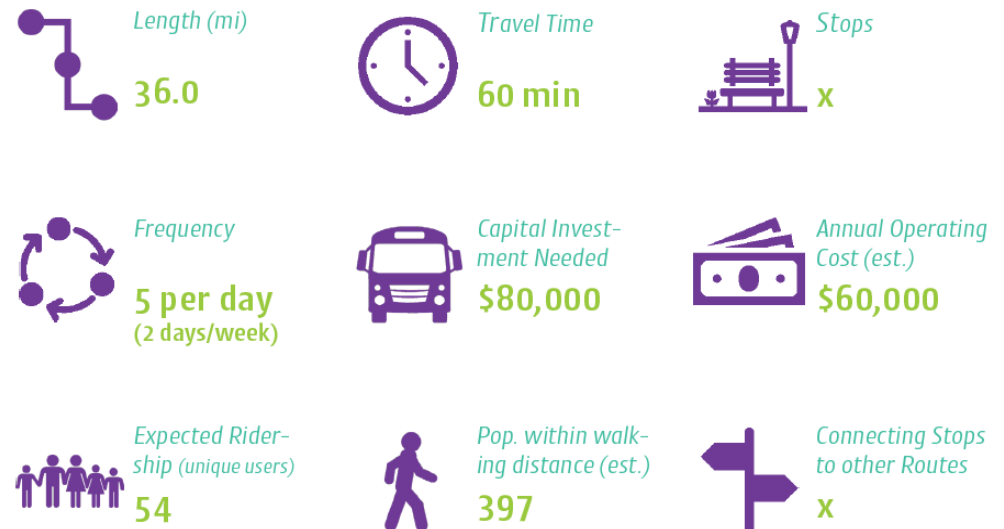 Length (mi)
36.0
Travel Time
60 min
Stops
x
Frequency
5 per day
(2 days/week)
Capital Invest-
ment Needed
$80,000
Annual Operating
Cost (est.)
$60,000
Expected Rider-
ship (unique users)
54
Pop. within walk-
ing distance (est.)
397
Connecting Stops
to other Routes
x